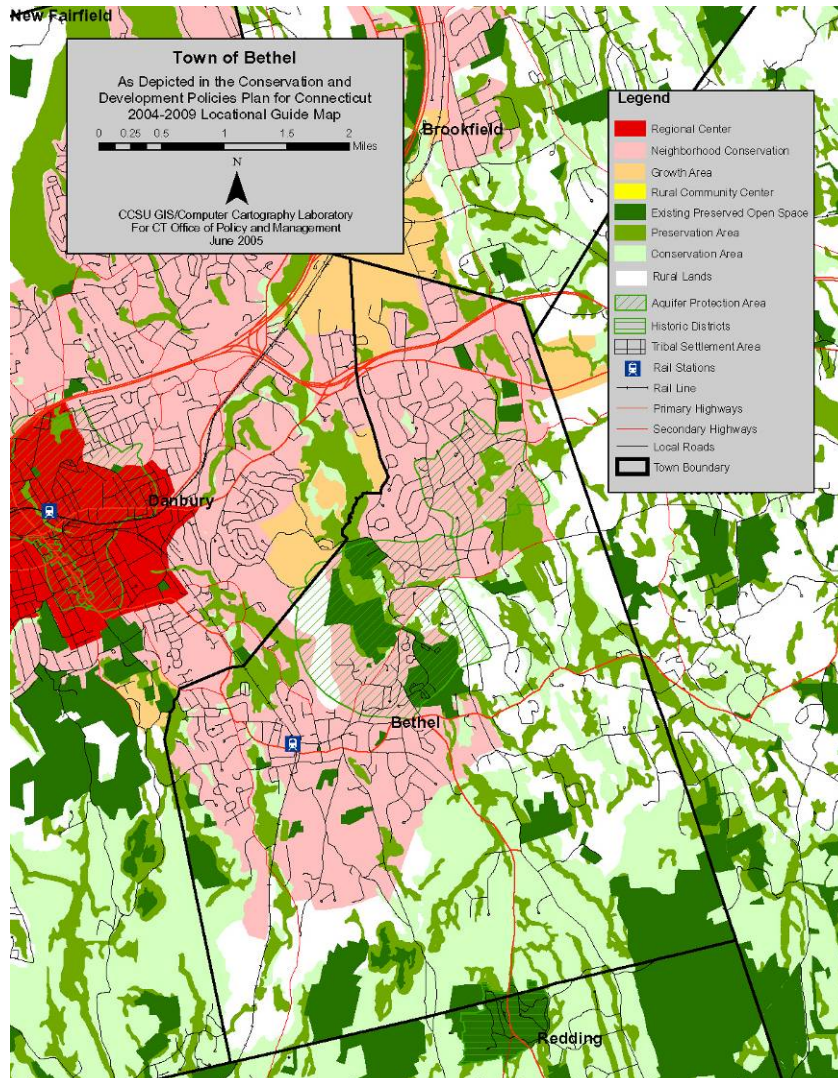 New Fairfield
Town of Bethel
As Depicted in the Conservation and
Development Policies Plan for Connecticut
2004-2009 Locational Guide Map
0 0.25 0.5 1 1.5 2
Miles
N
CCSU GIS/Computer Cartography Laboratory
For CT Office of Policy and Management
June 2005
Brookfield
Legend
Regional Center
Neighborhood Conservation
Growth Area
Rural Community Center
Existing Preserved Open Space
Preservation Area
Conservation Area
Rural Lands
Aquifer Protection Area
Historic Districts
Tribal Settlement Area
Rail Stations
Rail Line
Primary Highways
Secondary Highways
Local Roads
Town Boundary
Danbury
Bethel
Redding